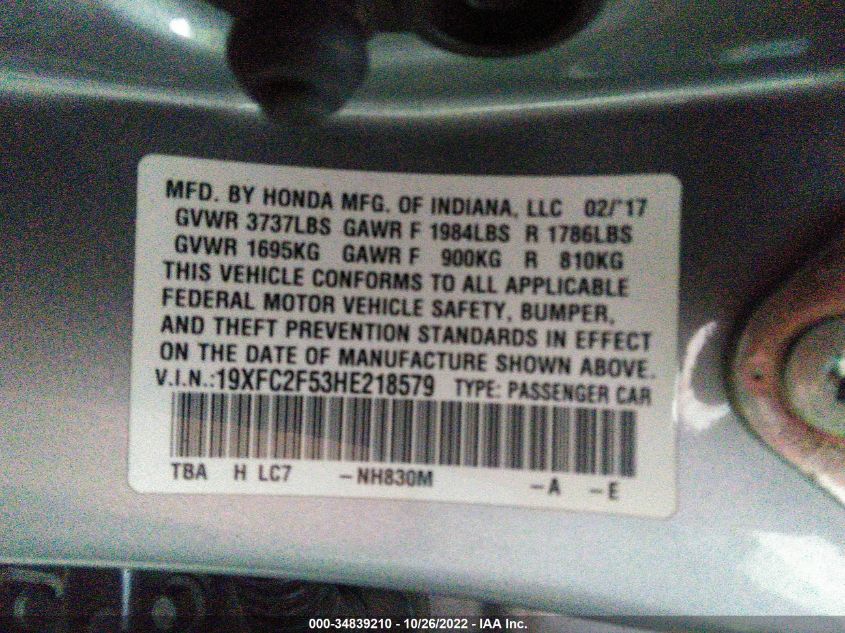 MFD. BY HONDA MFG. OF INDIANA, LLC 02/'17
GVWR 3737LBS GAWR F 1984LBS R 1786LBS
GVWR 1695KG GAWR F 900KG R 810KG
THIS VEHICLE CONFORMS TO ALL APPLICABLE
FEDERAL MOTOR VEHICLE SAFETY, BUMPER,
AND THEFT PREVENTION STANDARDS IN EFFECT
ON THE DATE OF MANUFACTURE SHOWN ABOVE.
V.I.N.:19XFC2F53HE218579 TYPE: PASSENGER CAR
TBA H LC7 -NH830M -A -E
000-34839210 - 10/26/2022 - IAA Inc.